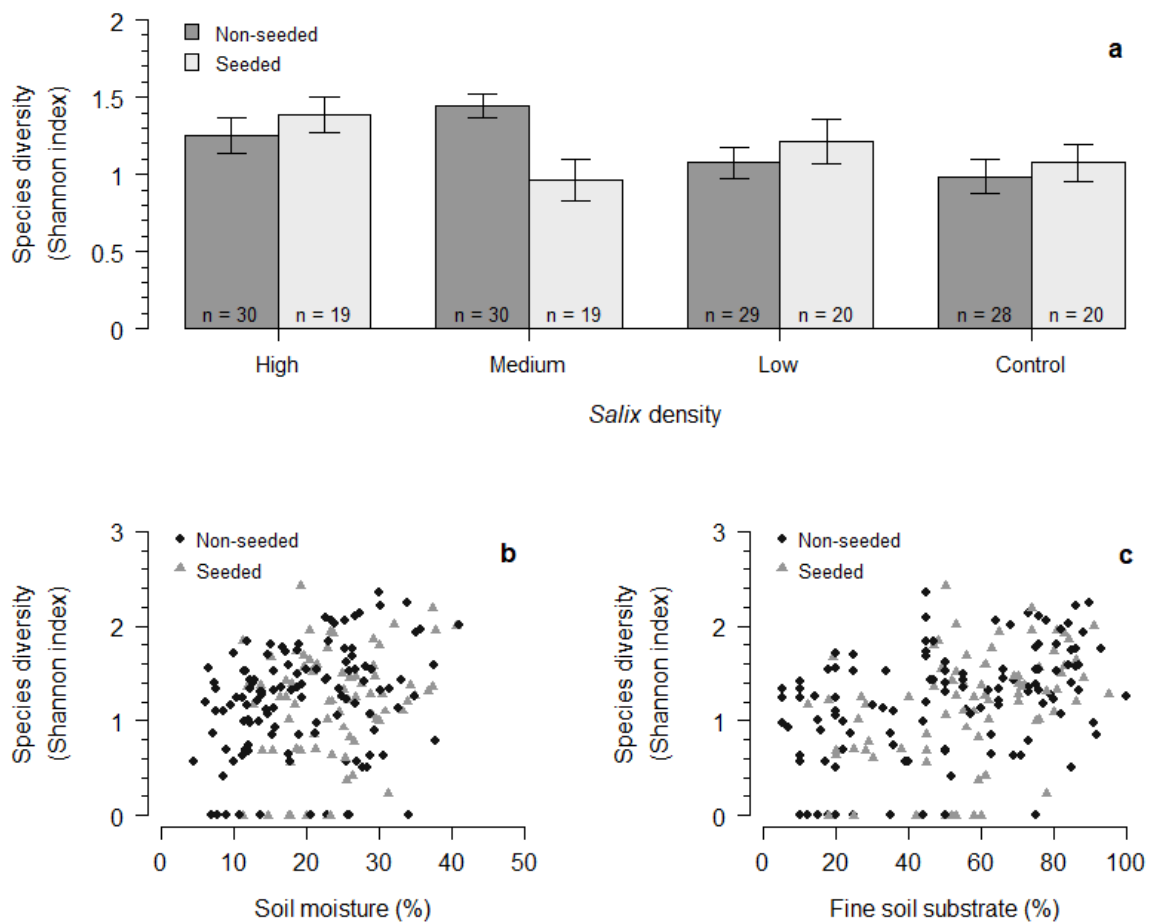 Species diversity
(Shannon index)
2
1.5
1
0.5
0
Non-seeded
Seeded
a
n = 30
n = 19
n = 30
n = 19
n = 29
n = 20
n = 28
n = 20
High
Medium
Low
Control
Salix density
Species diversity
(Shannon index)
3
2
1
0
Non-seeded
Seeded
b
0
10
20
30
40
50
Soil moisture (%)
Species diversity
(Shannon index)
3
2
1
0
Non-seeded
Seeded
c
0
20
40
60
80
100
Fine soil substrate (%)